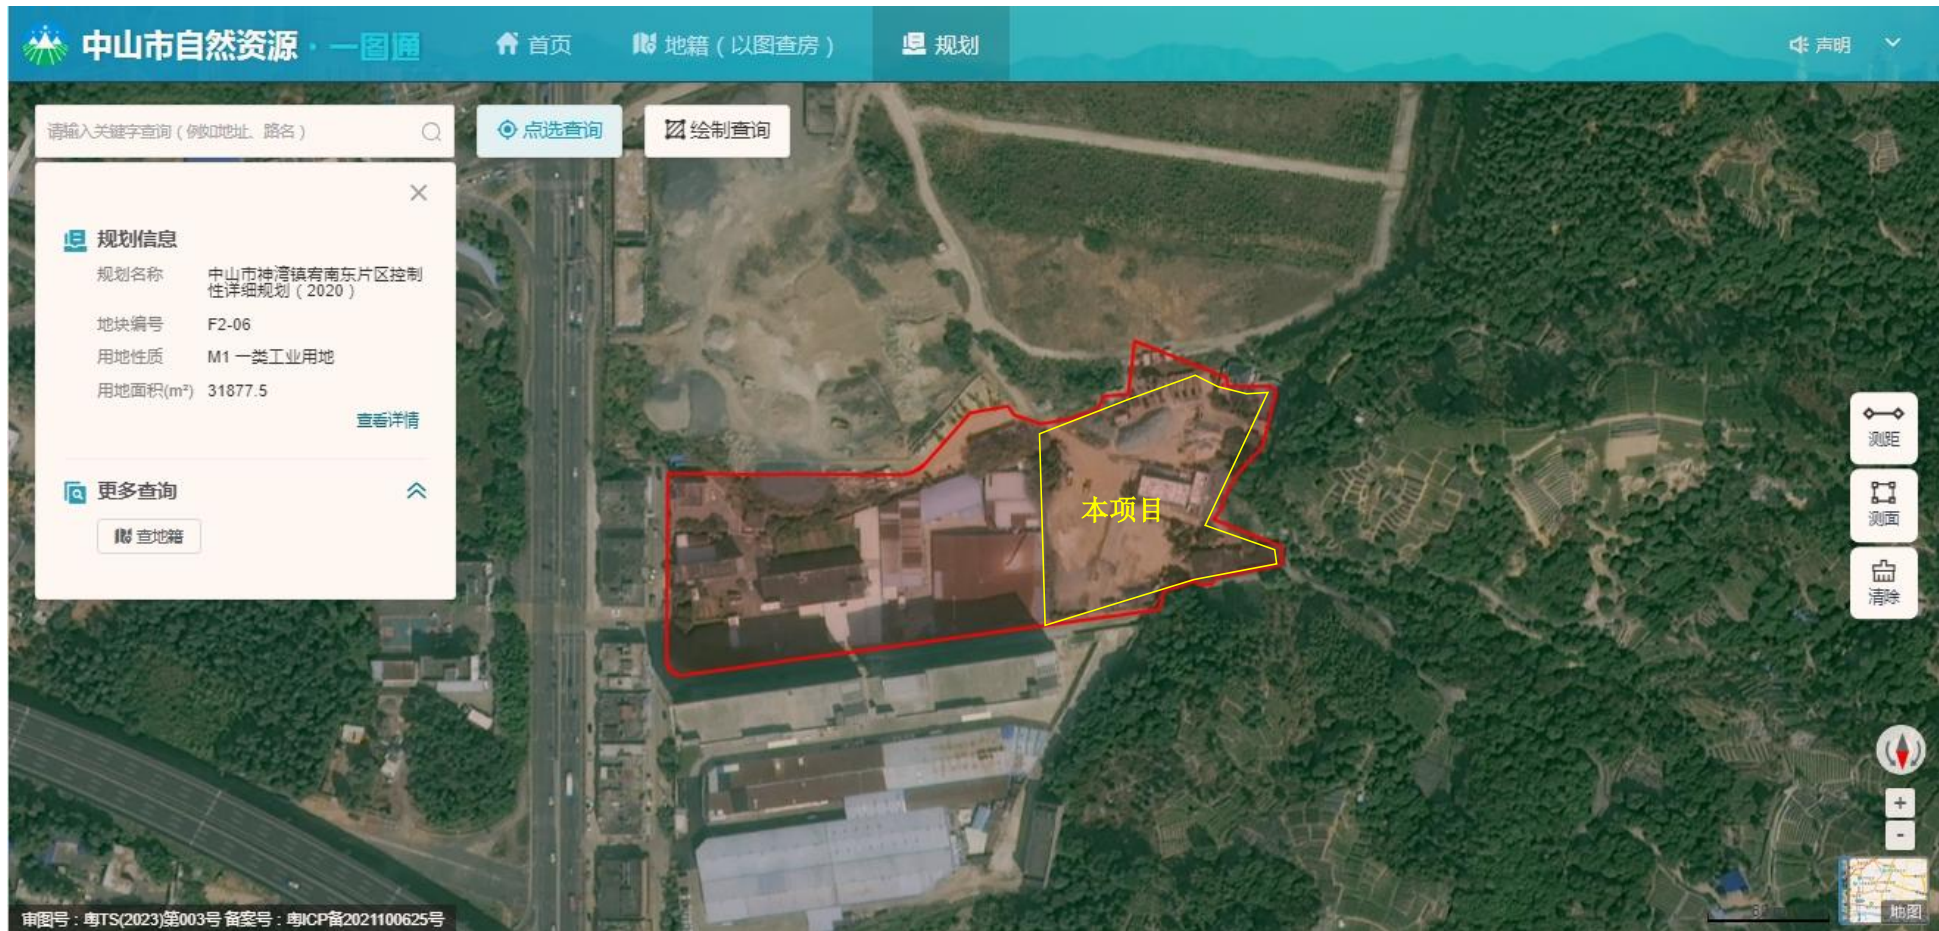 中山市自然资源·一图通
首页
地籍（以图查房）
规划
声明
请输入关键字查询（例如地址、路名）
点选查询
绘制查询
规划信息
规划名称 中山市神湾镇宥南东片区控制
性详细规划（2020）
地块编号 F2-06
用地性质 M1 一类工业用地
用地面积(m²) 31877.5
查看详情
更多查询
查地籍
本项目
测距
测面
清除
+
-
地图
审图号：粤TS(2023)第003号 备案号：粤ICP备2021100625号